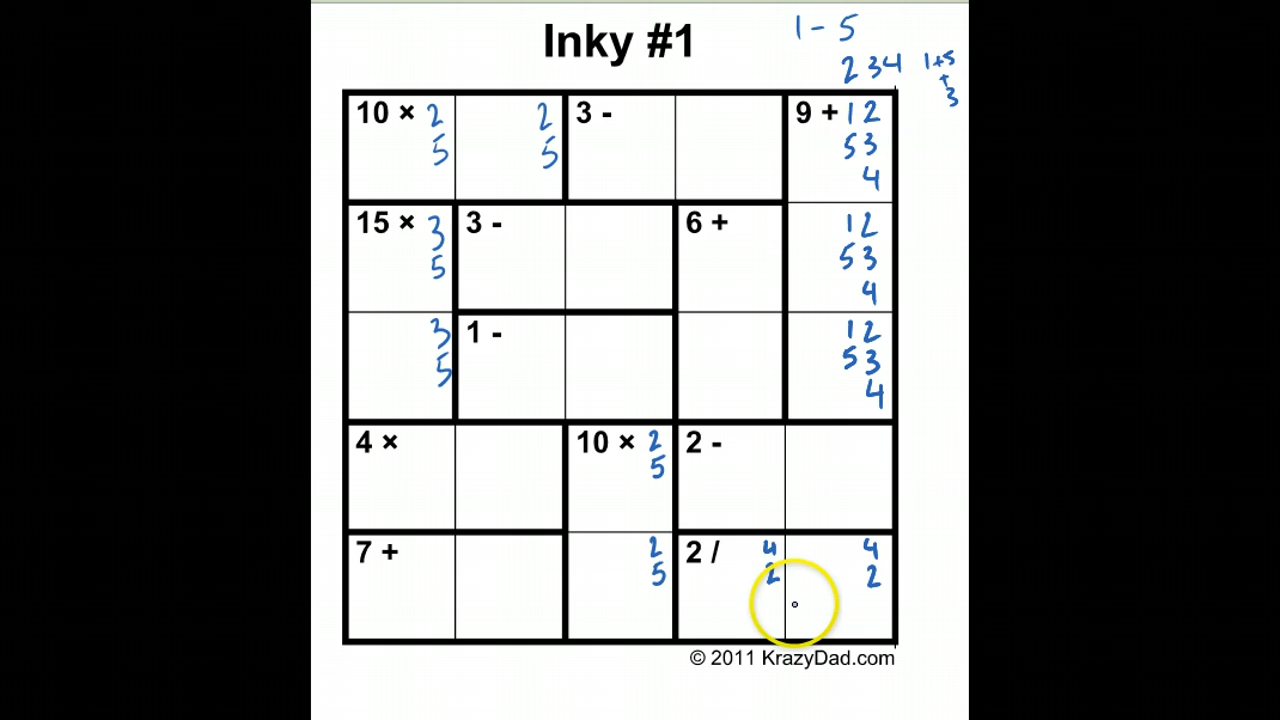 Inky #1
1 - 5
2 3 4
1+5
+
3
10 × 2 5
2 5
3 -
9 + 1 2 5 3 4
15 × 3 5
3 -
6 +
1 2 5 3 4
3 5
1 -
1 2 5 3 4
4 ×
10 × 2 5
2 -
7 +
2 5
2 / 4 2
4 2
© 2011 KrazyDad.com